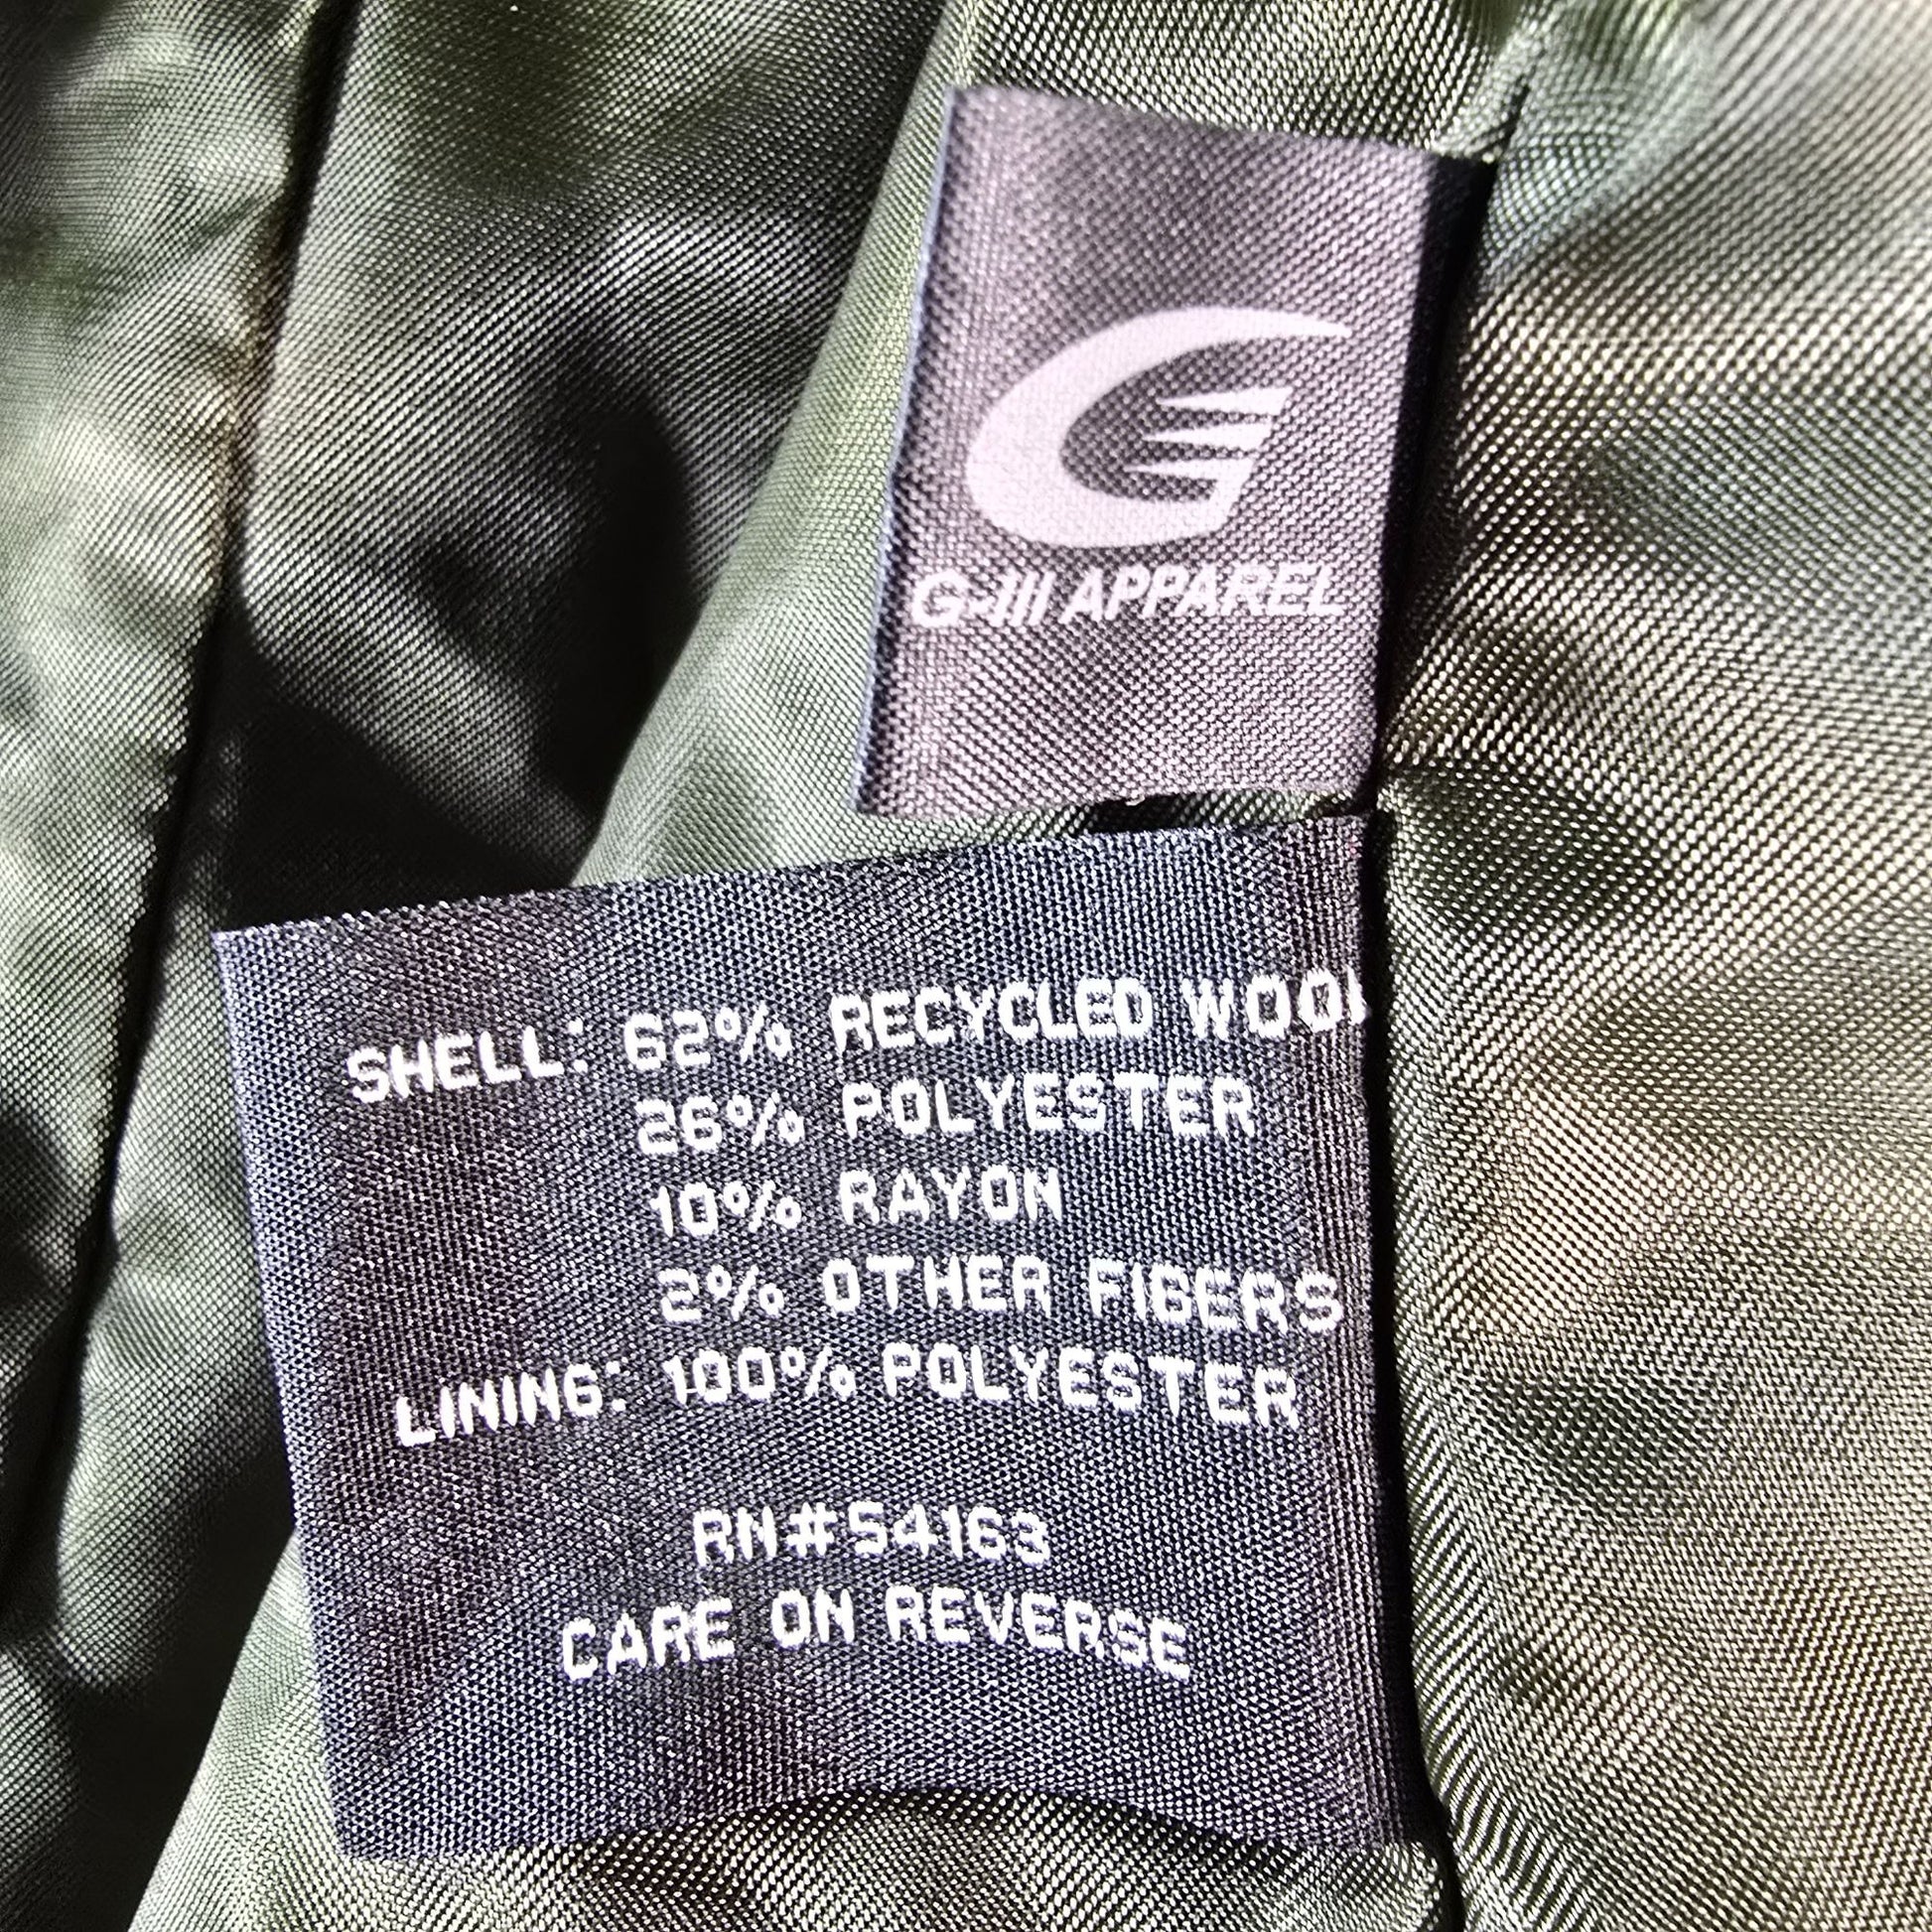 G-III APPAREL
SHELL: 62% RECYCLED WOOL
26% POLYESTER
10% RAYON
2% OTHER FIBERS
LINING: 100% POLYESTER
RN#54163
CARE ON REVERSE